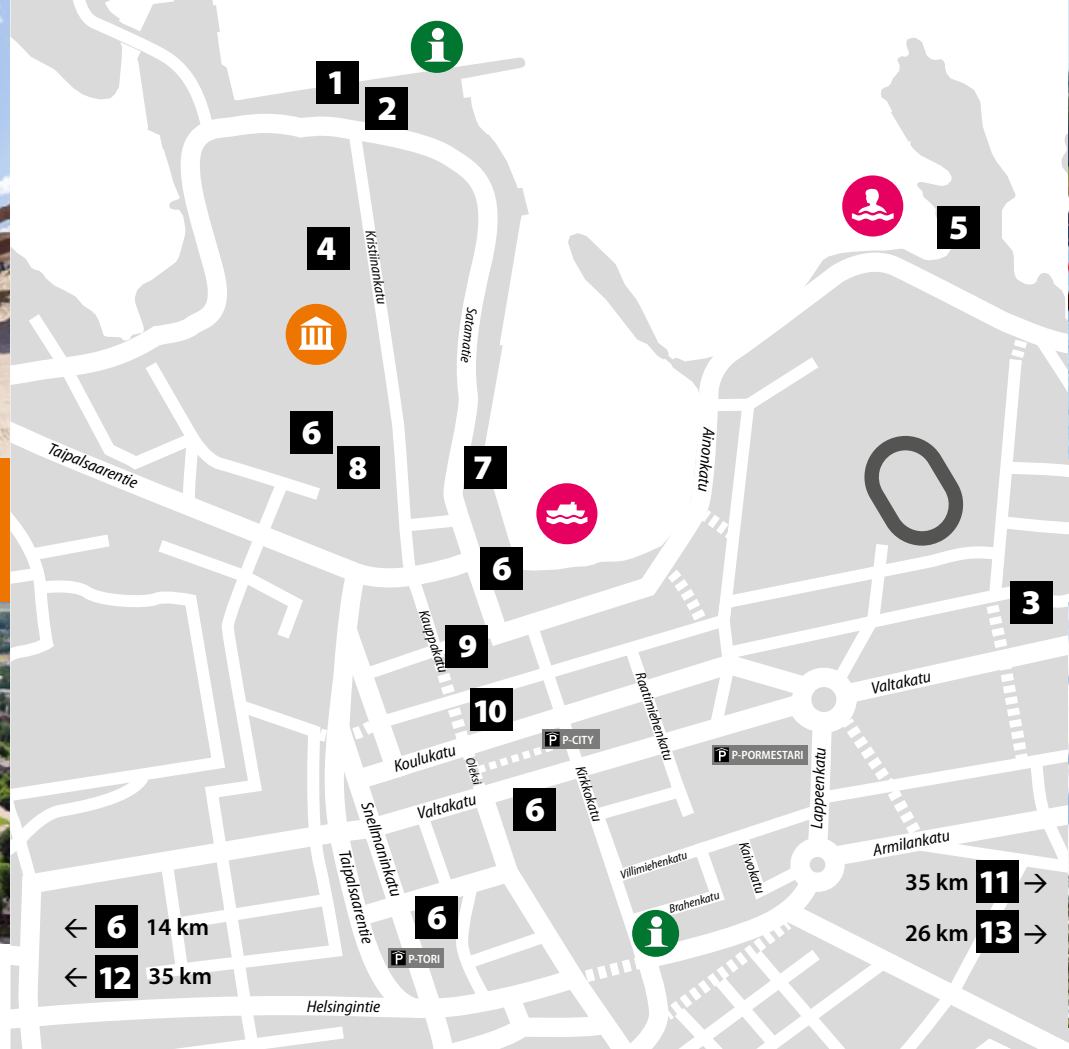 1
2
5
4
Kristiinankatu
Satamatie
6
8
7
Taipalsaarentie
Ainonkatu
6
3
Kauppakatu
9
10
Raatimiehenkatu
Valtakatu
P P-CITY
P P-PORMESTARI
Koulukatu
Oleksi
Kirkkokatu
Lappeenkatu
Valtakatu
6
Snellmaninkatu
Taipalsaarentie
Armilankatu
Villimiehenkatu
Kaivokatu
Brahenkatu
35 km 11 →
← 6 14 km
6
26 km 13 →
P P-TORI
← 12 35 km
Helsingintie